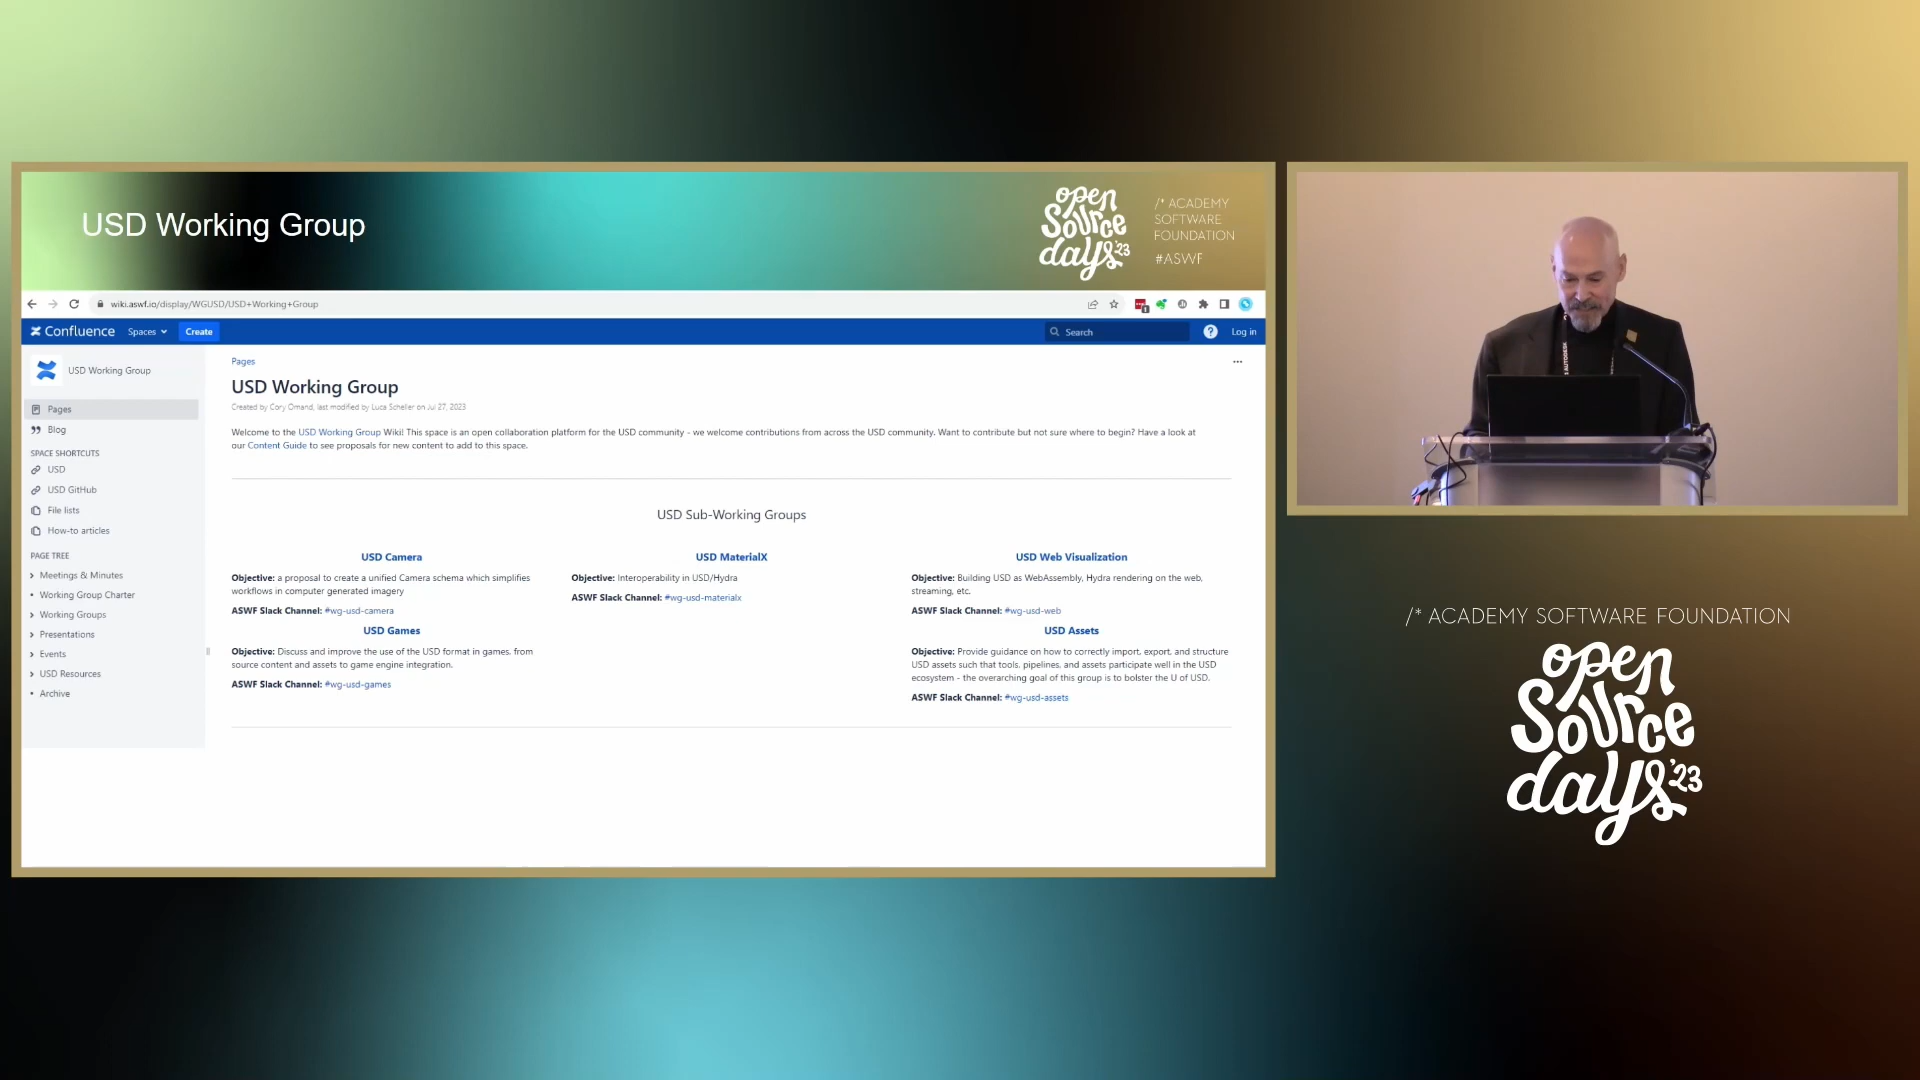 USD Working Group
open
Source
days '23
/* ACADEMY
SOFTWARE
FOUNDATION
#ASWF
wiki.aswf.io/display/WGUSD/USD+Working+Group
Confluence
Spaces
Create
Search
?
Log in
USD Working Group
Pages
Blog
SPACE SHORTCUTS
USD
USD GitHub
File lists
How-to articles
PAGE TREE
Meetings & Minutes
Working Group Charter
Working Groups
Presentations
Events
USD Resources
Archive
Pages
USD Working Group
Created by Cory Omand, last modified by Luca Scheller on Jul 27, 2023
Welcome to the USD Working Group Wiki! This space is an open collaboration platform for the USD community - we welcome contributions from across the USD community. Want to contribute but not sure where to begin? Have a look at
our Content Guide to see proposals for new content to add to this space.
USD Sub-Working Groups
USD Camera
Objective: a proposal to create a unified Camera schema which simplifies
workflows in computer generated imagery
ASWF Slack Channel: #wg-usd-camera
USD MaterialX
Objective: Interoperability in USD/Hydra
ASWF Slack Channel: #wg-usd-materialx
USD Web Visualization
Objective: Building USD as WebAssembly, Hydra rendering on the web,
streaming, etc.
ASWF Slack Channel: #wg-usd-web
USD Games
Objective: Discuss and improve the use of the USD format in games, from
source content and assets to game engine integration.
ASWF Slack Channel: #wg-usd-games
USD Assets
Objective: Provide guidance on how to correctly import, export, and structure
USD assets such that tools, pipelines, and assets participate well in the USD
ecosystem - the overarching goal of this group is to bolster the U of USD.
ASWF Slack Channel: #wg-usd-assets
AUTODESK
/* ACADEMY SOFTWARE FOUNDATION
open
Source
days '23